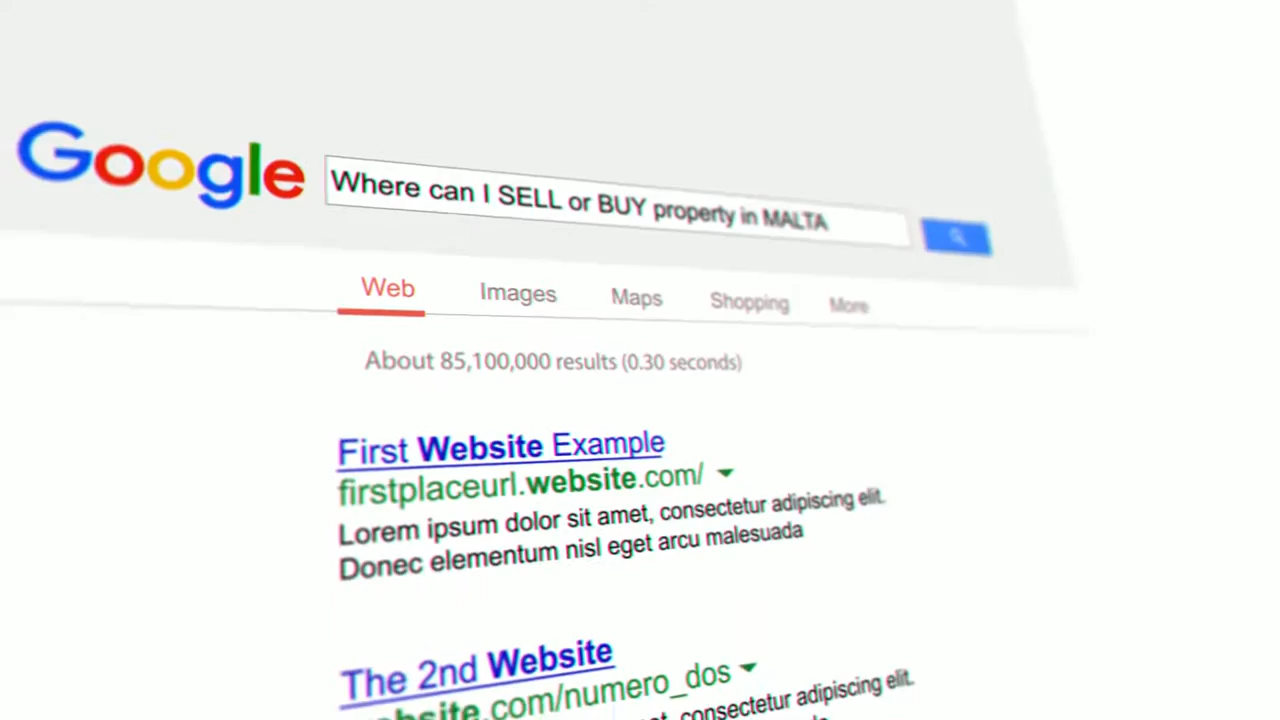 Google
Where can I SELL or BUY property in MALTA
Web Images Maps Shopping More
About 85,100,000 results (0.30 seconds)
First Website Example
firstplaceurl.website.com/
Lorem ipsum dolor sit amet, consectetur adipiscing elit.
Donec elementum nisl eget arcu malesuada
The 2nd Website
website.com/numero_dos
consectetur adipiscing elit.